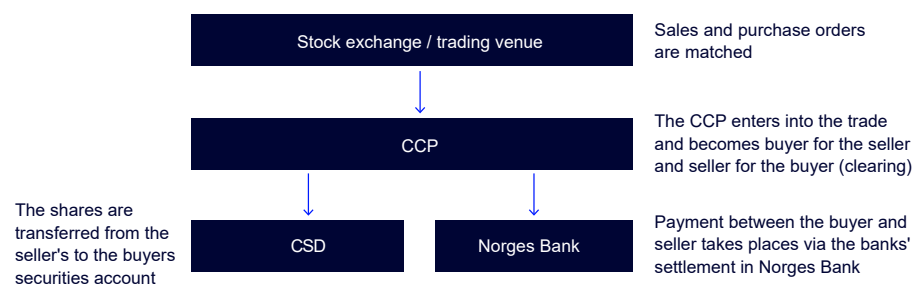 Stock exchange / trading venue
Sales and purchase orders
are matched
CCP
The CCP enters into the trade
and becomes buyer for the seller
and seller for the buyer (clearing)
The shares are
transferred from the
seller's to the buyers
securities account
CSD
Norges Bank
Payment between the buyer and
seller takes places via the banks'
settlement in Norges Bank